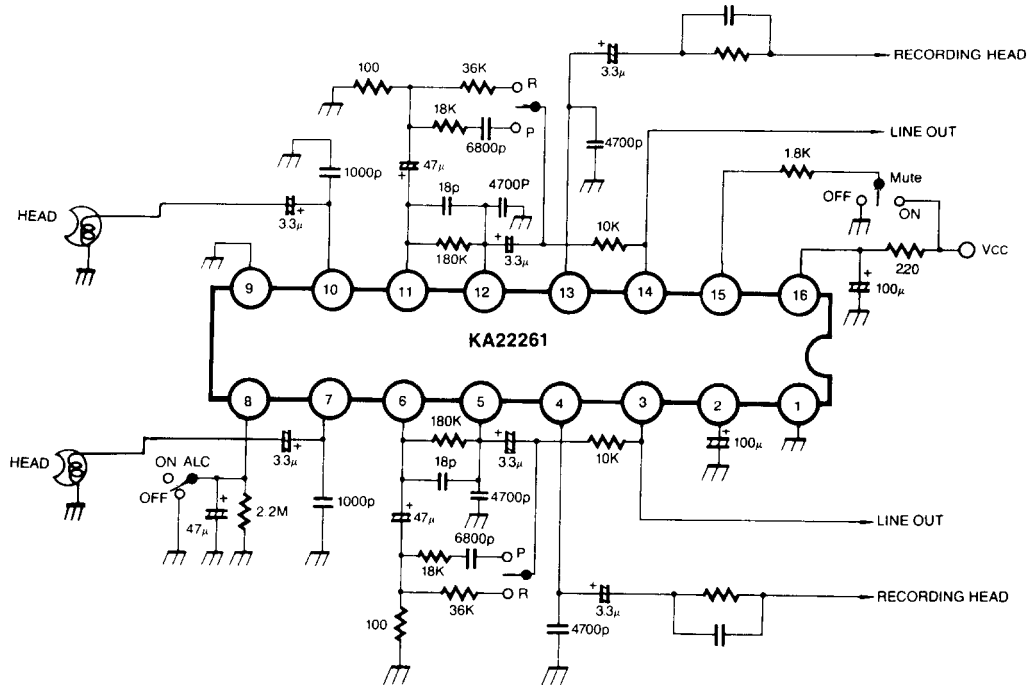 100
36K
R
18K
P
6800p
47μ
1000p
18p
4700P
180K
3.3μ
10K
+
3.3μ
4700p
RECORDING HEAD
LINE OUT
1.8K
Mute
OFF
ON
VCC
220
100μ
HEAD
3.3μ
9
10
11
12
13
14
15
16
KA22261
8
7
6
5
4
3
2
1
HEAD
ON ALC
OFF
47μ
2.2M
3.3μ
1000p
180K
18p
3.3μ
4700p
10K
100μ
47μ
6800p
P
18K
R
36K
100
4700p
3.3μ
LINE OUT
RECORDING HEAD